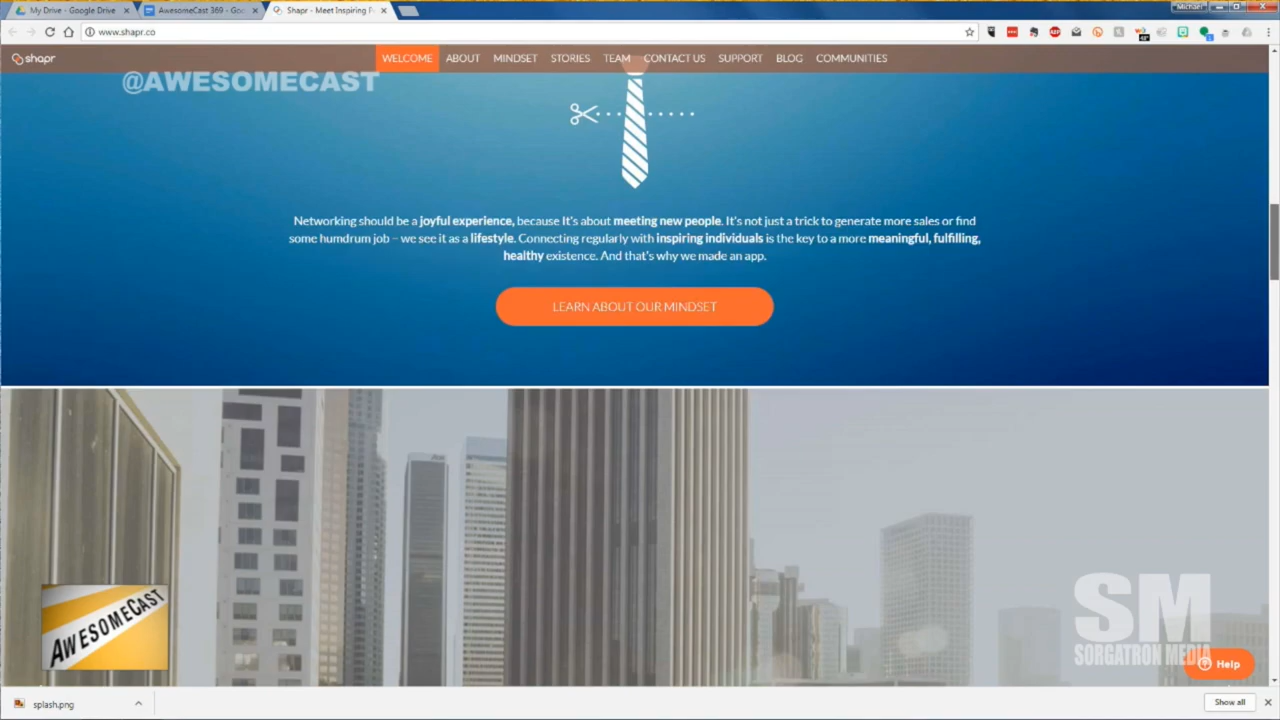 My Drive - Google Drive
AwesomeCast 369 - Goo
Shapr - Meet Inspiring P
Michael
www.shapr.co
shapr
WELCOME ABOUT MINDSET STORIES TEAM CONTACT US SUPPORT BLOG COMMUNITIES
@AWESOMECAST
Networking should be a joyful experience, because It's about meeting new people. It's not just a trick to generate more sales or find
some humdrum job – we see it as a lifestyle. Connecting regularly with inspiring individuals is the key to a more meaningful, fulfilling,
healthy existence. And that's why we made an app.
LEARN ABOUT OUR MINDSET
AWESOMECAST
SM
SORGATRON MEDIA
Help
splash.png
Show all